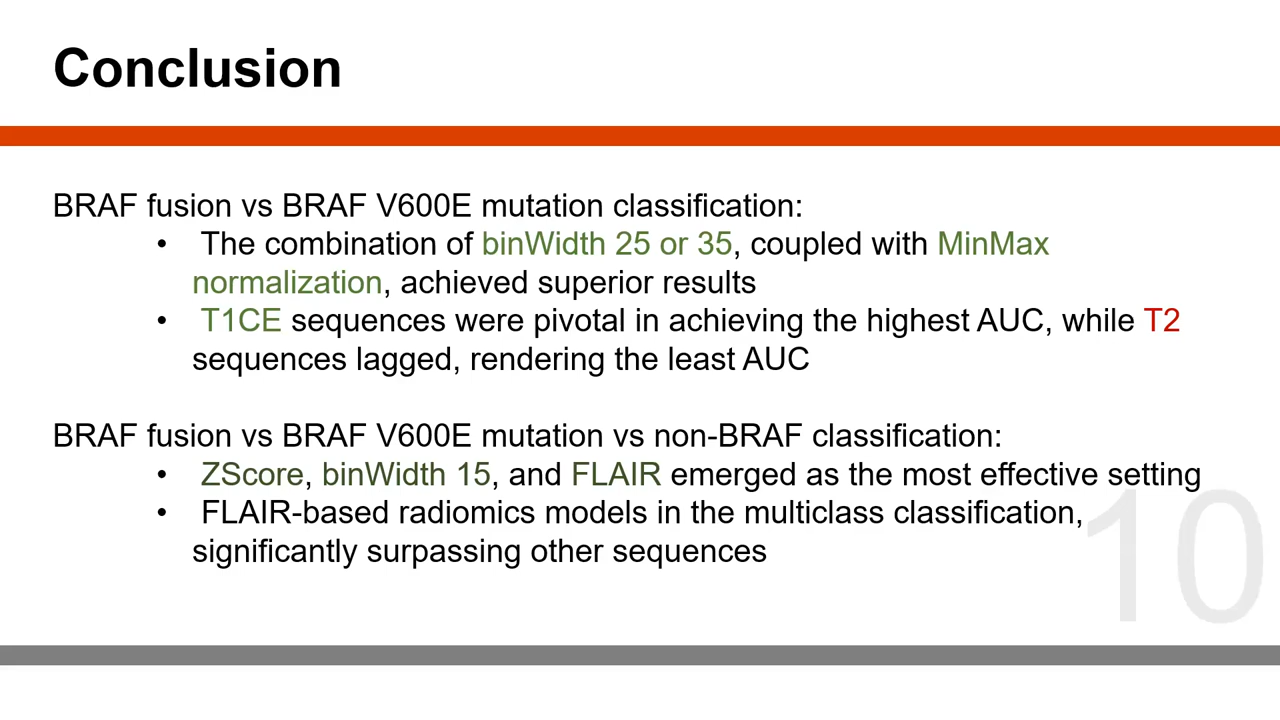 Conclusion
BRAF fusion vs BRAF V600E mutation classification:
• The combination of binWidth 25 or 35, coupled with MinMax
normalization, achieved superior results
• T1CE sequences were pivotal in achieving the highest AUC, while T2
sequences lagged, rendering the least AUC
BRAF fusion vs BRAF V600E mutation vs non-BRAF classification:
• ZScore, binWidth 15, and FLAIR emerged as the most effective setting
• FLAIR-based radiomics models in the multiclass classification,
significantly surpassing other sequences
10